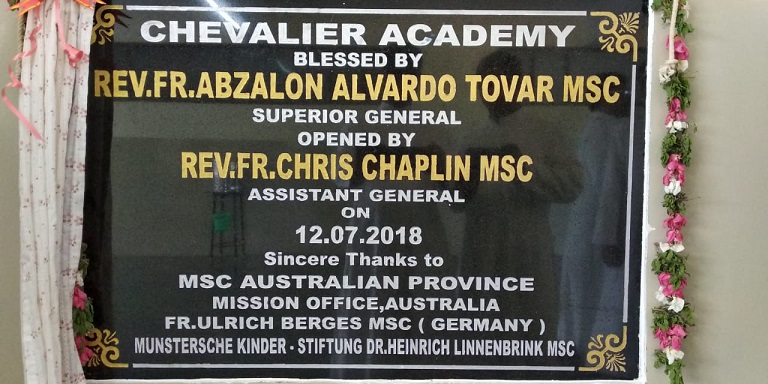 CHEVALIER ACADEMY
BLESSED BY
REV.FR.ABZALON ALVARDO TOVAR MSC
SUPERIOR GENERAL
OPENED BY
REV.FR.CHRIS CHAPLIN MSC
ASSISTANT GENERAL
ON
12.07.2018
Sincere Thanks to
MSC AUSTRALIAN PROVINCE
MISSION OFFICE,AUSTRALIA
FR.ULRICH BERGES MSC ( GERMANY )
MUNSTERSCHE KINDER - STIFTUNG DR.HEINRICH LINNENBRINK MSC